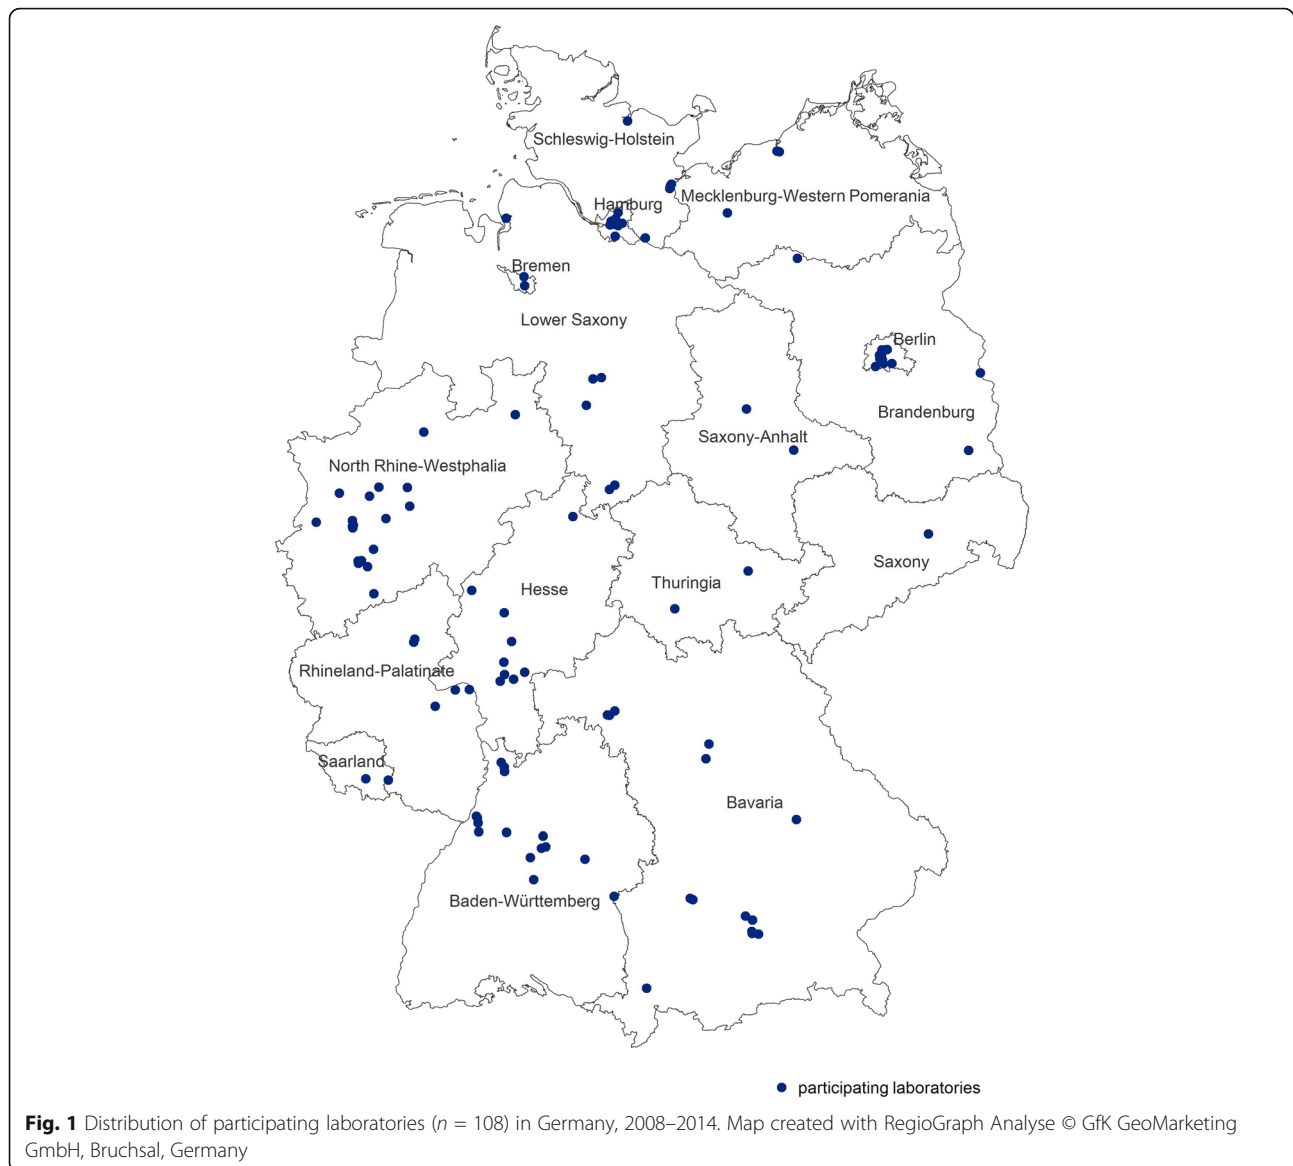 Schleswig-Holstein
Mecklenburg-Western Pomerania
Hamburg
Bremen
Lower Saxony
Berlin
Brandenburg
Saxony-Anhalt
North Rhine-Westphalia
Saxony
Thuringia
Hesse
Rhineland-Palatinate
Saarland
Bavaria
Baden-Württemberg
participating laboratories
Fig. 1 Distribution of participating laboratories (n = 108) in Germany, 2008–2014. Map created with RegioGraph Analyse © GfK GeoMarketing
GmbH, Bruchsal, Germany